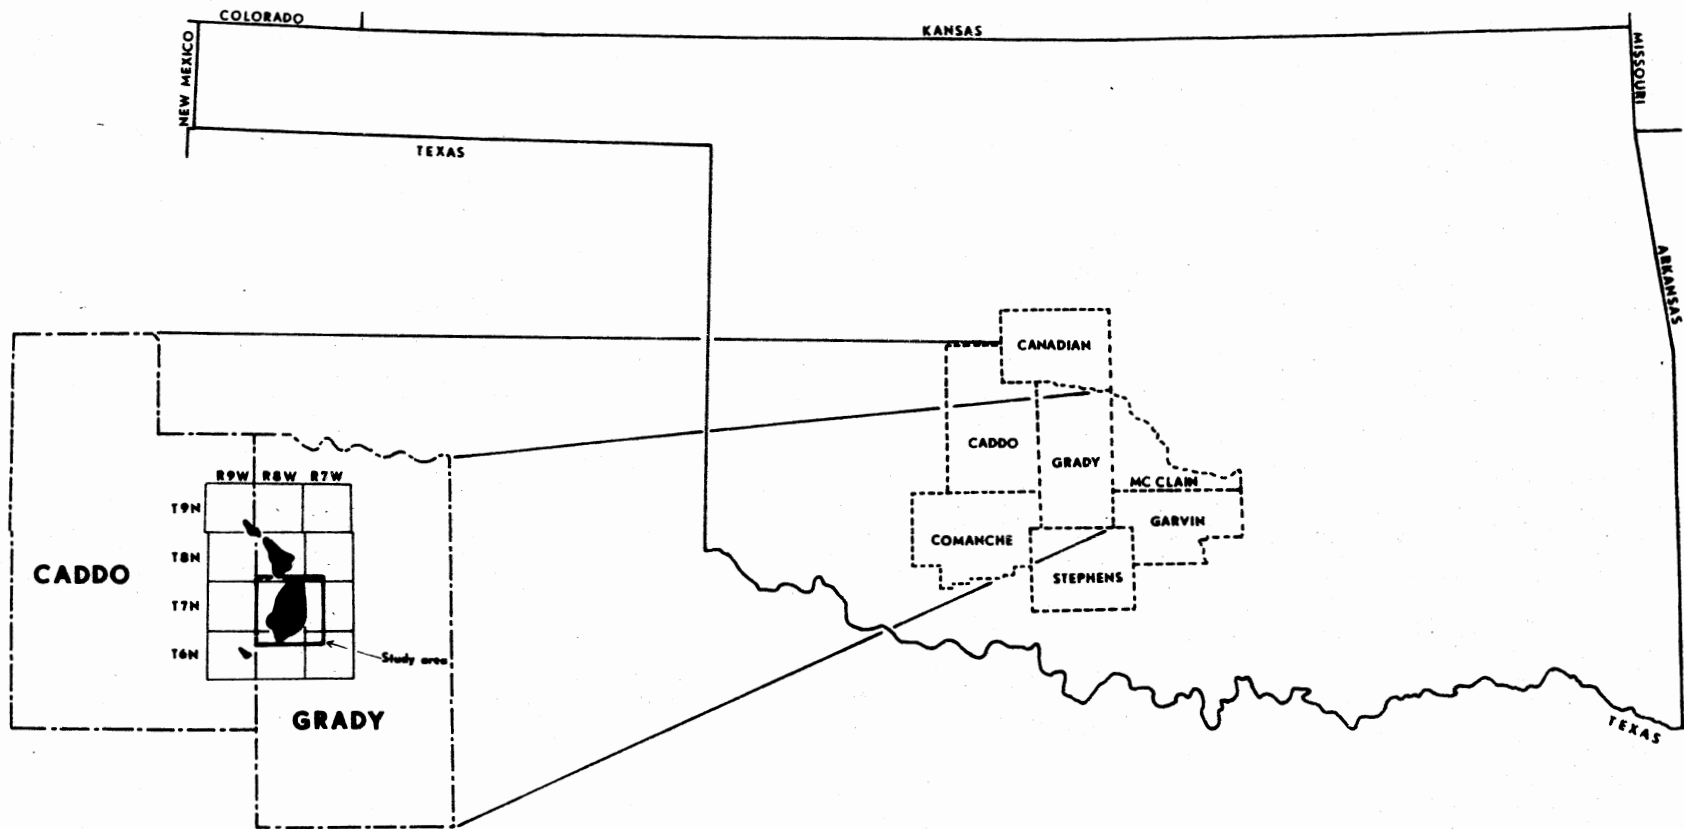 COLORADO
KANSAS
NEW MEXICO
MISSOURI
TEXAS
ARKANSAS
CANADIAN
CADDO
GRADY
MC CLAIN
GARVIN
COMANCHE
STEPHENS
R9W R8W R7W
T9N
T8N
CADDO
T7N
T6N
Study area
GRADY
TEXAS